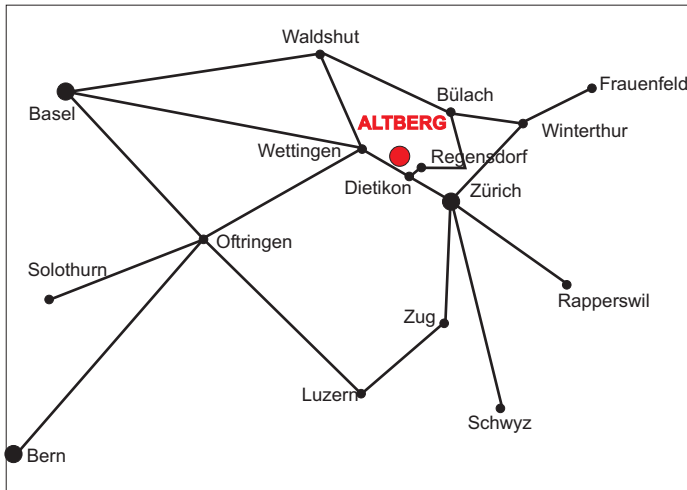 Waldshut
Frauenfeld
Bülach
Basel
ALTBERG
Winterthur
Wettingen
Regensdorf
Dietikon
Zürich
Oftringen
Solothurn
Rapperswil
Zug
Luzern
Schwyz
Bern